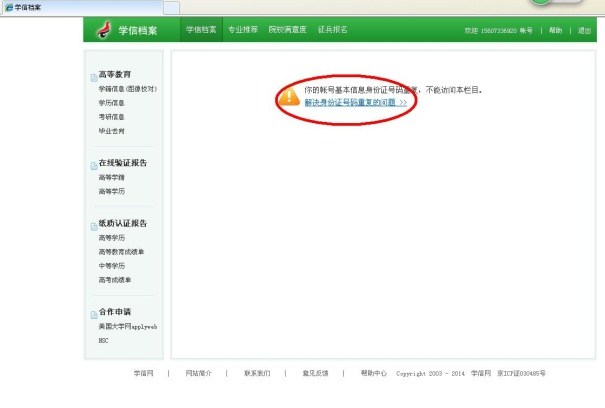 学信档案
学信档案
学信档案 专业推荐 院校满意度 征兵报名
帐号 | 帮助 | 退出
高等教育
学籍信息(图像校对)
学历信息
考研信息
毕业去向
在线验证报告
高等学籍
高等学历
纸质认证报告
高等学历
高等教育成绩单
中等学历
高考成绩单
合作申请
美国大学网applyweb
HSC
你的帐号基本信息身份证号码重复，不能访问本栏目。
解决身份证号码重复的问题 >>
学信网 | 网站简介 | 联系我们 | 意见反馈 | 帮助中心 Copyright 2003 - 2014 学信网 京ICP证030485号